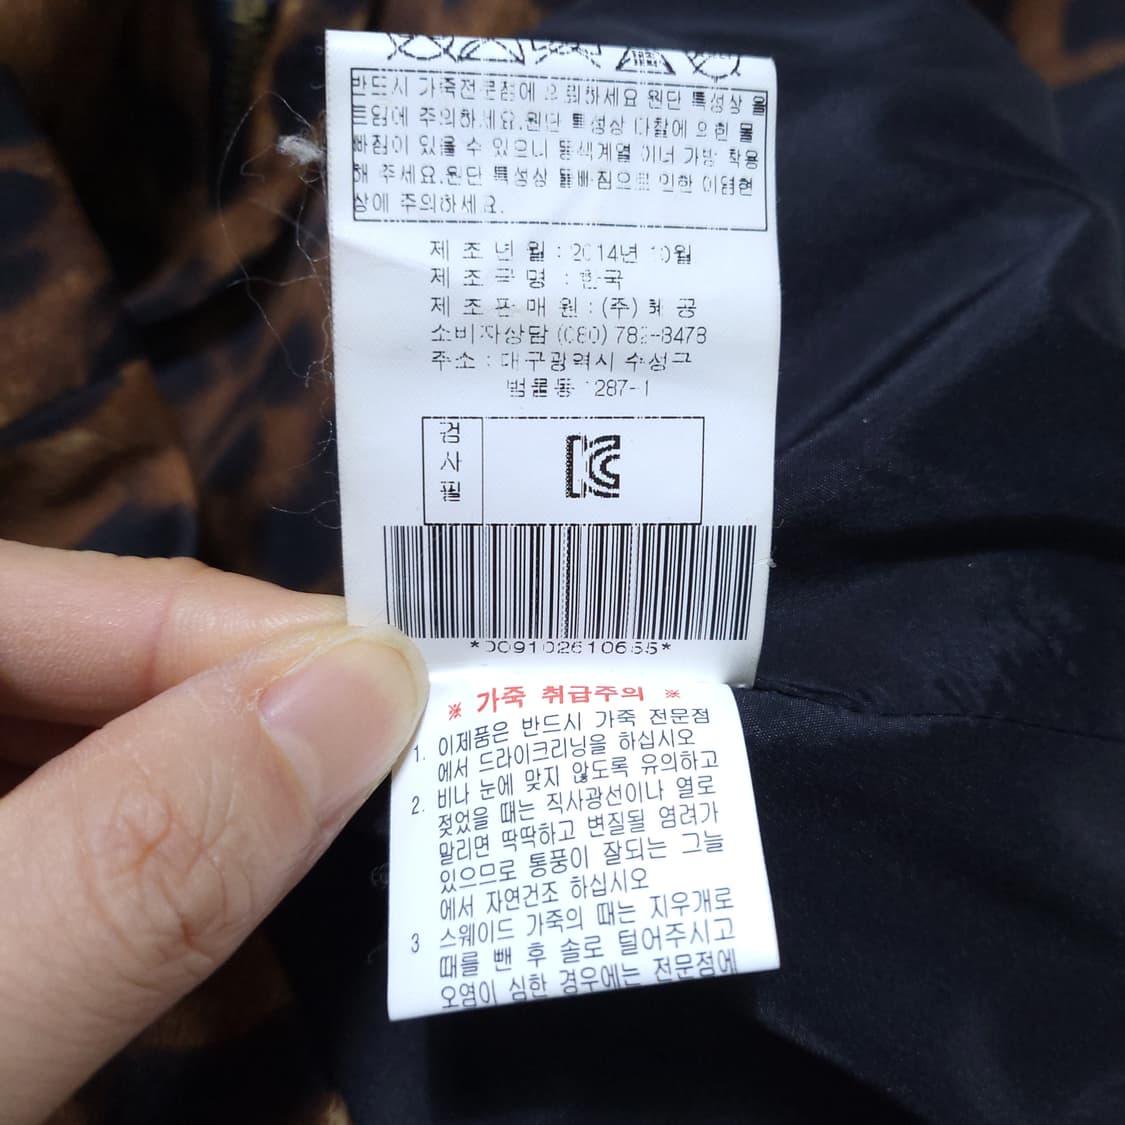 반드시 가죽전문점에 의뢰하세요 원단 특성상 올
트임에 주의하세요.원단 특성상 마찰에 의한 물
빠짐이 있을 수 있으니 동색계열 이너 가방 착용
해 주세요.원단 특성상 물빠짐으로 인한 이염현
상에 주의하세요.
제 조 년 월 : 2014년 10월
제 조 국 명 : 한국
제 조 판 매 원 : (주) 혜 공
소비자상담 (080) 782-8478
주소 : 대구광역시 수성구
범물동 1287-1
검
사
필
KC
*009102610655*
※ 가죽 취급주의 ※
1. 이제품은 반드시 가죽 전문점
에서 드라이크리닝을 하십시오
2. 비나 눈에 맞지 않도록 유의하고
젖었을 때는 직사광선이나 열로
말리면 딱딱하고 변질될 염려가
있으므로 통풍이 잘되는 그늘
에서 자연건조 하십시오
3 스웨이드 가죽의 때는 지우개로
때를 뺀 후 솔로 털어주시고
오염이 심한 경우에는 전문점에